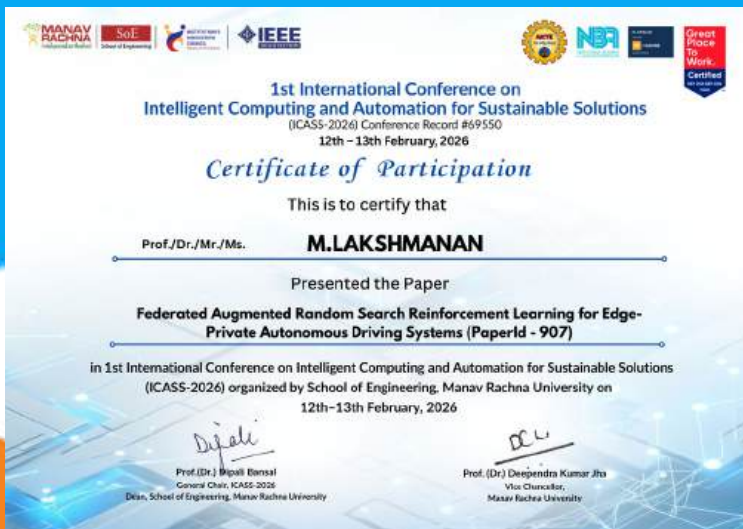 MANAV RACHNA
SoE
School of Engineering
INSTITUTION'S INNOVATION COUNCIL
IEEE
NBA
Great Place To Work.
Certified
1st International Conference on
Intelligent Computing and Automation for Sustainable Solutions
(ICASS-2026) Conference Record #69550
12th – 13th February, 2026
Certificate of Participation
This is to certify that
Prof./Dr./Mr./Ms. M.LAKSHMANAN
Presented the Paper
Federated Augmented Random Search Reinforcement Learning for Edge-
Private Autonomous Driving Systems (PaperId - 907)
in 1st International Conference on Intelligent Computing and Automation for Sustainable Solutions
(ICASS-2026) organized by School of Engineering, Manav Rachna University on
12th–13th February, 2026
Dipali
Prof.(Dr.) Dipali Bansal
General Chair, ICASS-2026
Dean, School of Engineering, Manav Rachna University
Prof. (Dr.) Deependra Kumar Jha
Vice Chancellor,
Manav Rachna University